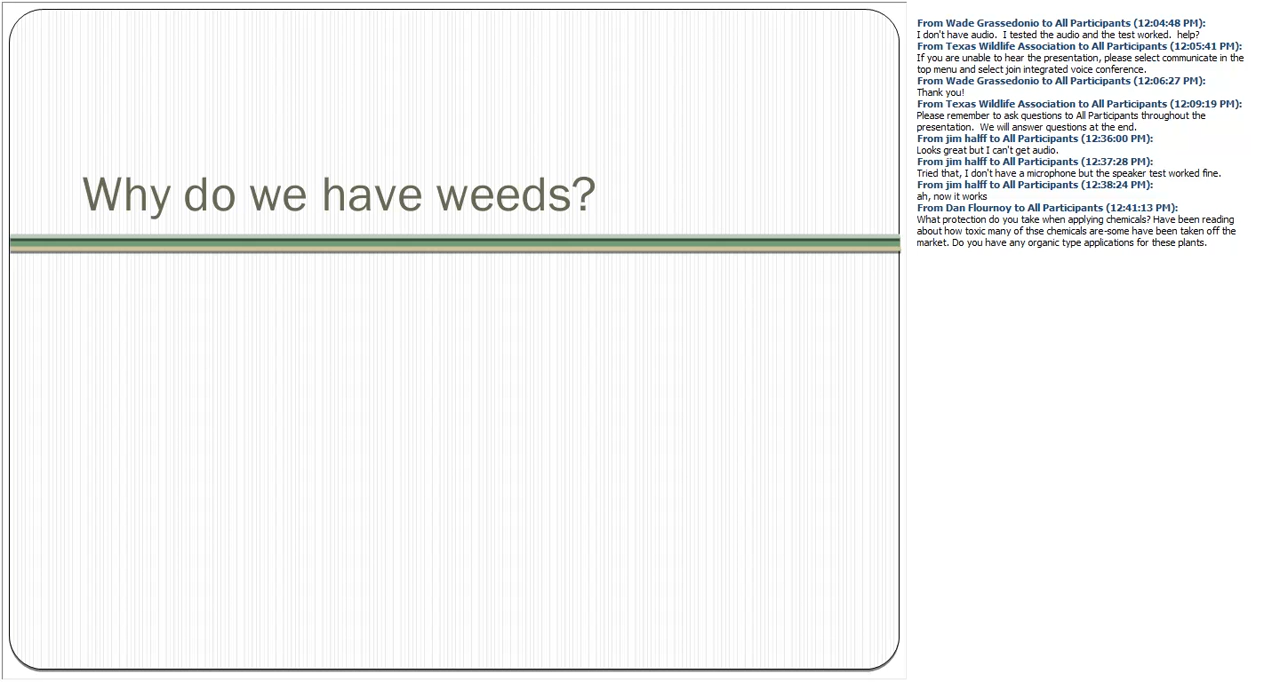 Why do we have weeds?
From Wade Grassedonio to All Participants (12:04:48 PM):
I don't have audio.  I tested the audio and the test worked.  help?
From Texas Wildlife Association to All Participants (12:05:41 PM):
If you are unable to hear the presentation, please select communicate in the
top menu and select join integrated voice conference.
From Wade Grassedonio to All Participants (12:06:27 PM):
Thank you!
From Texas Wildlife Association to All Participants (12:09:19 PM):
Please remember to ask questions to All Participants throughout the
presentation.  We will answer questions at the end.
From jim halff to All Participants (12:36:00 PM):
Looks great but I can't get audio.
From jim halff to All Participants (12:37:28 PM):
Tried that, I don't have a microphone but the speaker test worked fine.
From jim halff to All Participants (12:38:24 PM):
ah, now it works
From Dan Flournoy to All Participants (12:41:13 PM):
What protection do you take when applying chemicals? Have been reading
about how toxic many of thse chemicals are-some have been taken off the
market. Do you have any organic type applications for these plants.